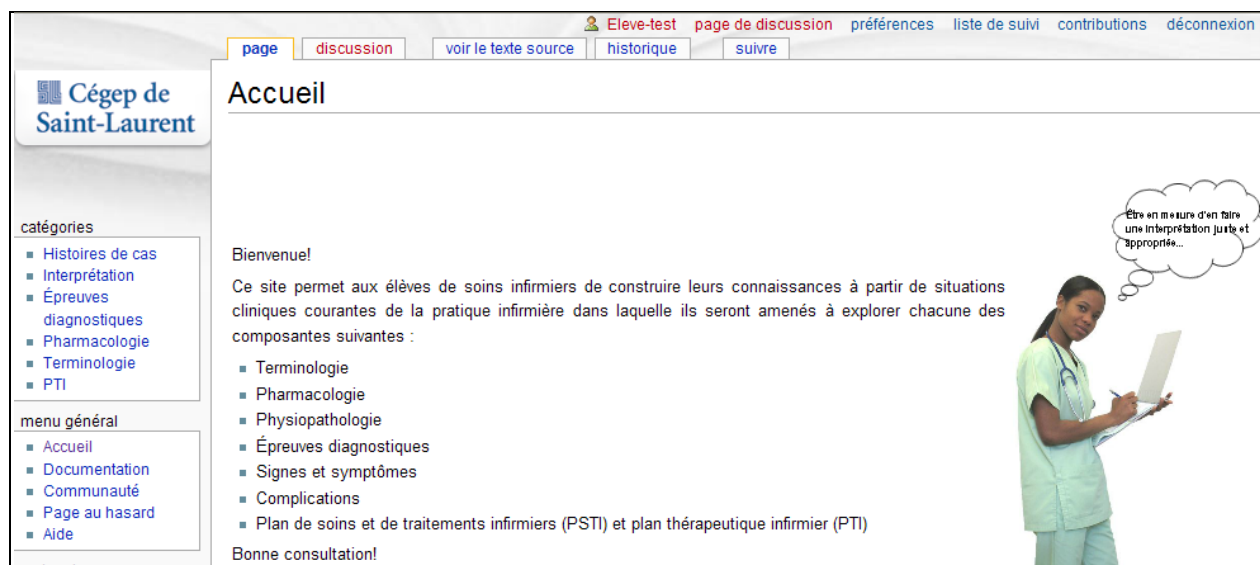 Eleve-test page de discussion préférences liste de suivi contributions déconnexion
page discussion voir le texte source historique suivre
Cégep de
Saint-Laurent
Accueil
catégories
Histoires de cas
Interprétation
Épreuves
diagnostiques
Pharmacologie
Terminologie
PTI
menu général
Accueil
Documentation
Communauté
Page au hasard
Aide
Être en mesure d'en faire
une interprétation juste et
appropriée...
Bienvenue!
Ce site permet aux élèves de soins infirmiers de construire leurs connaissances à partir de situations
cliniques courantes de la pratique infirmière dans laquelle ils seront amenés à explorer chacune des
composantes suivantes :
Terminologie
Pharmacologie
Physiopathologie
Épreuves diagnostiques
Signes et symptômes
Complications
Plan de soins et de traitements infirmiers (PSTI) et plan thérapeutique infirmier (PTI)
Bonne consultation!